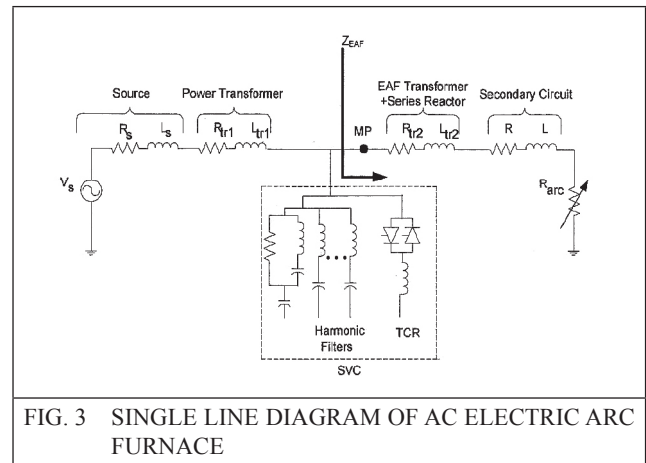 Z_EAF
Source
Power Transformer
EAF Transformer
+Series Reactor
Secondary Circuit
R_s
L_s
R_tr1
L_tr1
MP
R_tr2
L_tr2
R
L
V_s
R_arc
Harmonic
Filters
TCR
SVC
FIG. 3 SINGLE LINE DIAGRAM OF AC ELECTRIC ARC
FURNACE